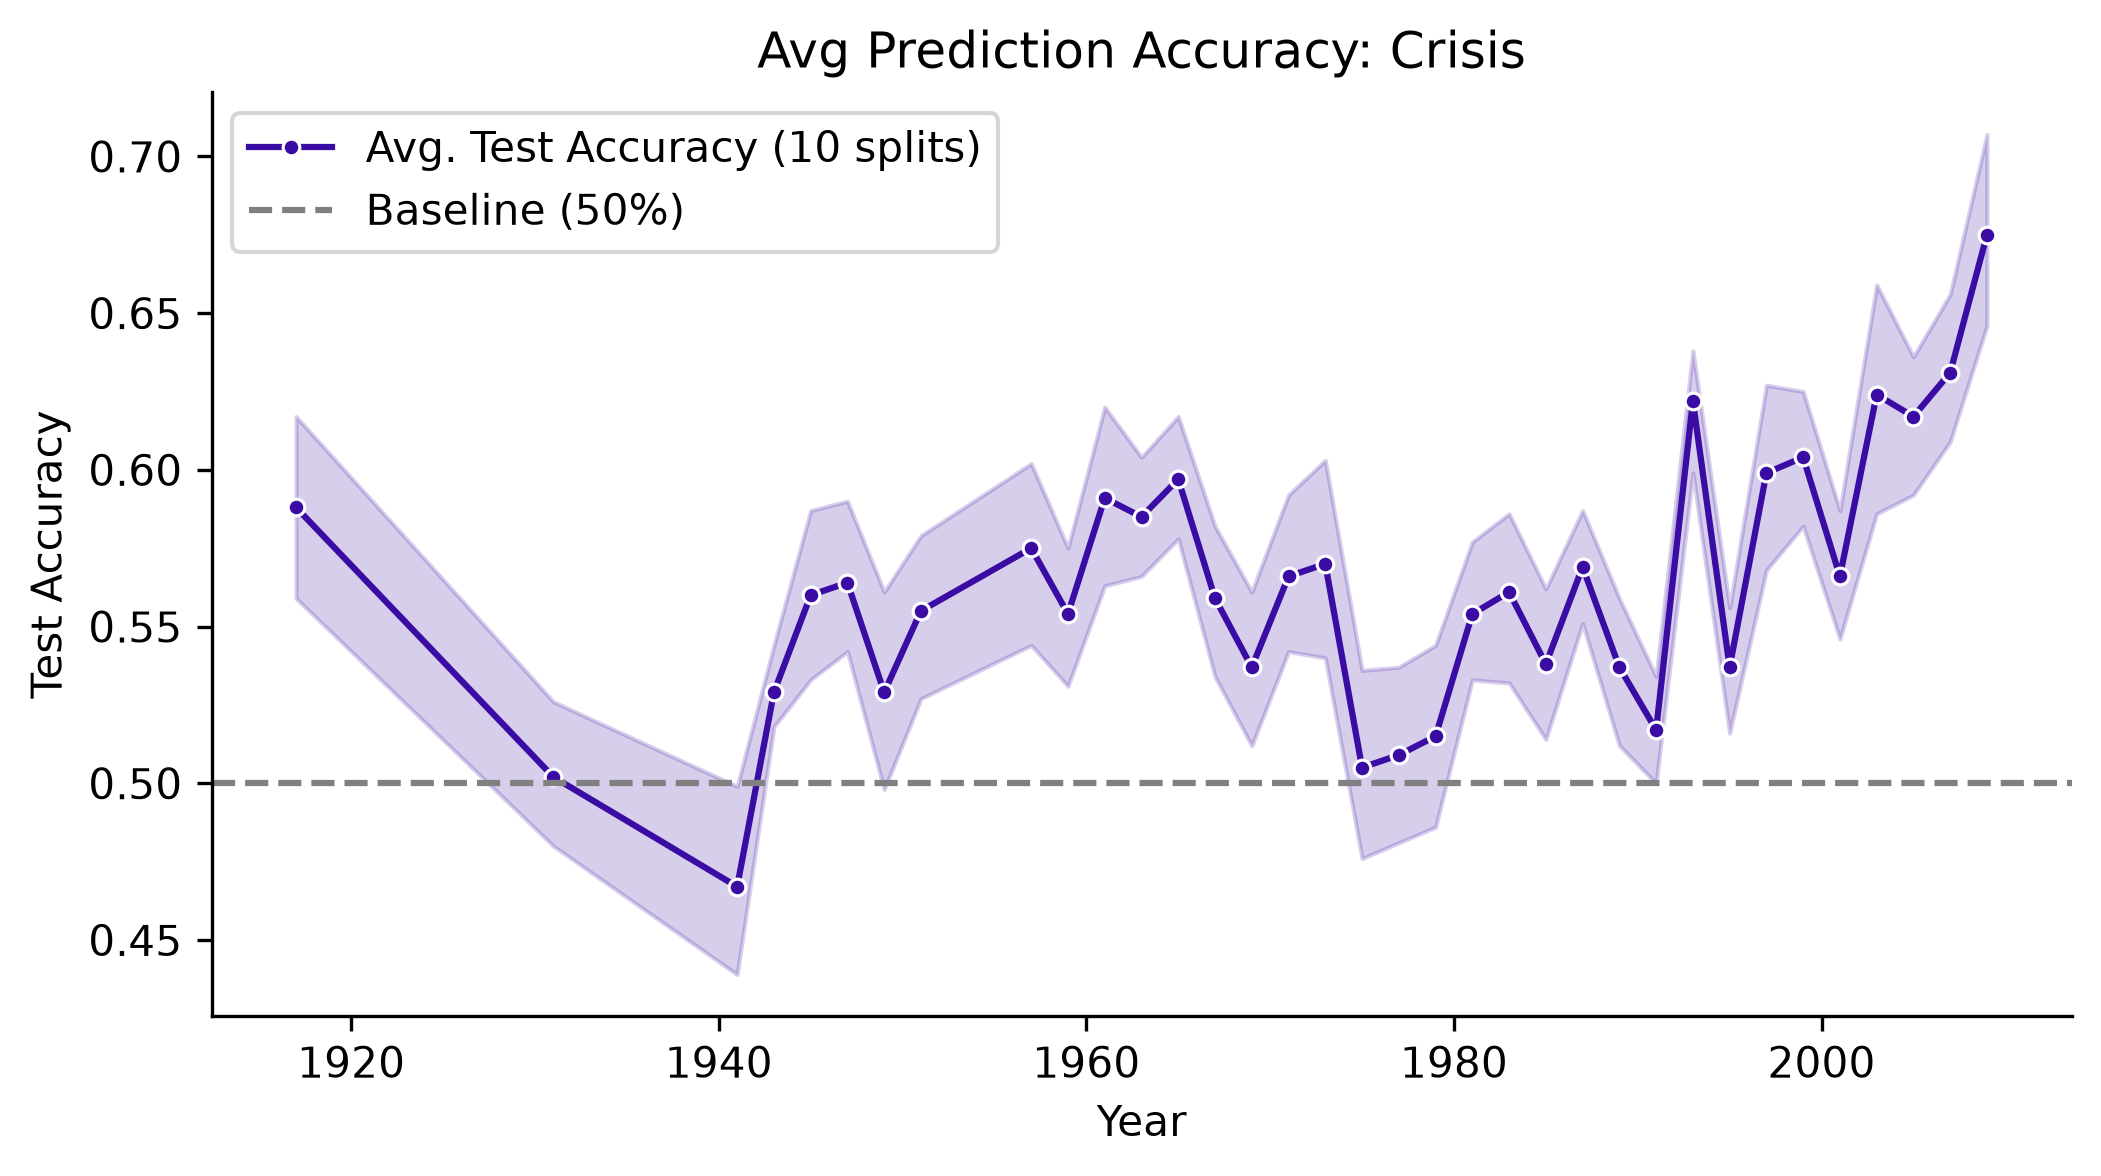 Avg Prediction Accuracy: Crisis
Avg. Test Accuracy (10 splits)
Baseline (50%)
Test Accuracy
0.70
0.65
0.60
0.55
0.50
0.45
1920
1940
1960
1980
2000
Year